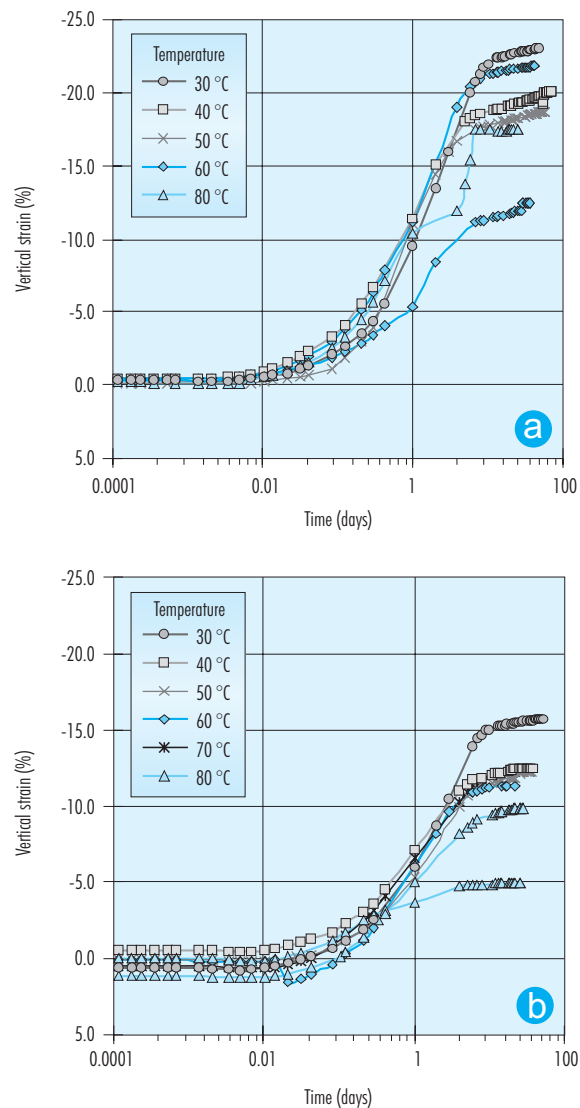 -25.0
-20.0
-15.0
-10.0
-5.0
0.0
5.0
Vertical strain (%)
Temperature
30 °C
40 °C
50 °C
60 °C
80 °C
a
0.0001
0.01
1
100
Time (days)
-25.0
-20.0
-15.0
-10.0
-5.0
0.0
5.0
Vertical strain (%)
Temperature
30 °C
40 °C
50 °C
60 °C
70 °C
80 °C
b
0.0001
0.01
1
100
Time (days)